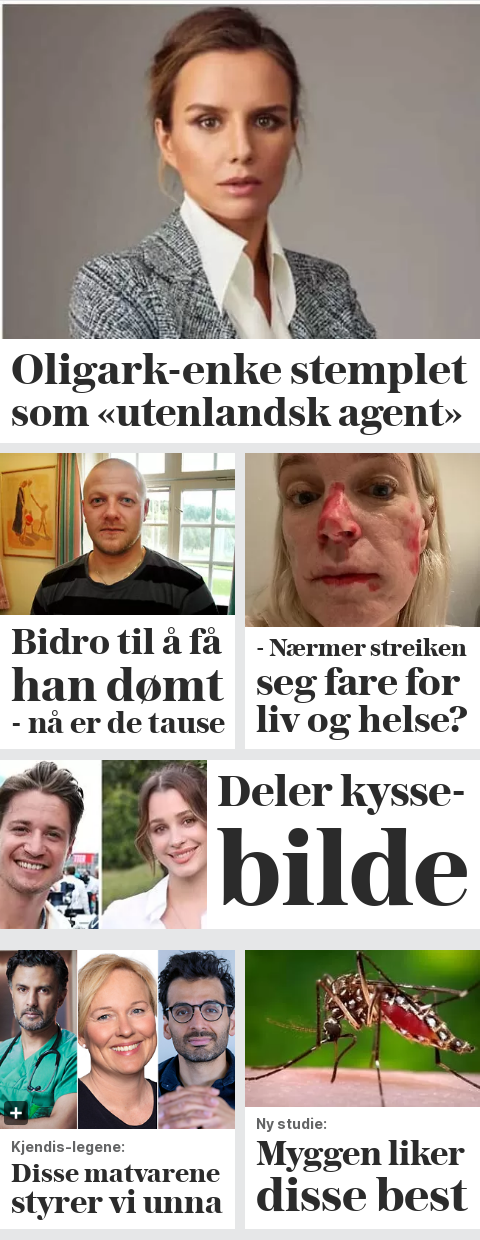 Oligark-enke stemplet
som «utenlandsk agent»
Bidro til å få
han dømt
- nå er de tause
- Nærmer streiken
seg fare for
liv og helse?
Deler kysse-
bilde
Kjendis-legene:
Disse matvarene
styrer vi unna
Ny studie:
Myggen liker
disse best